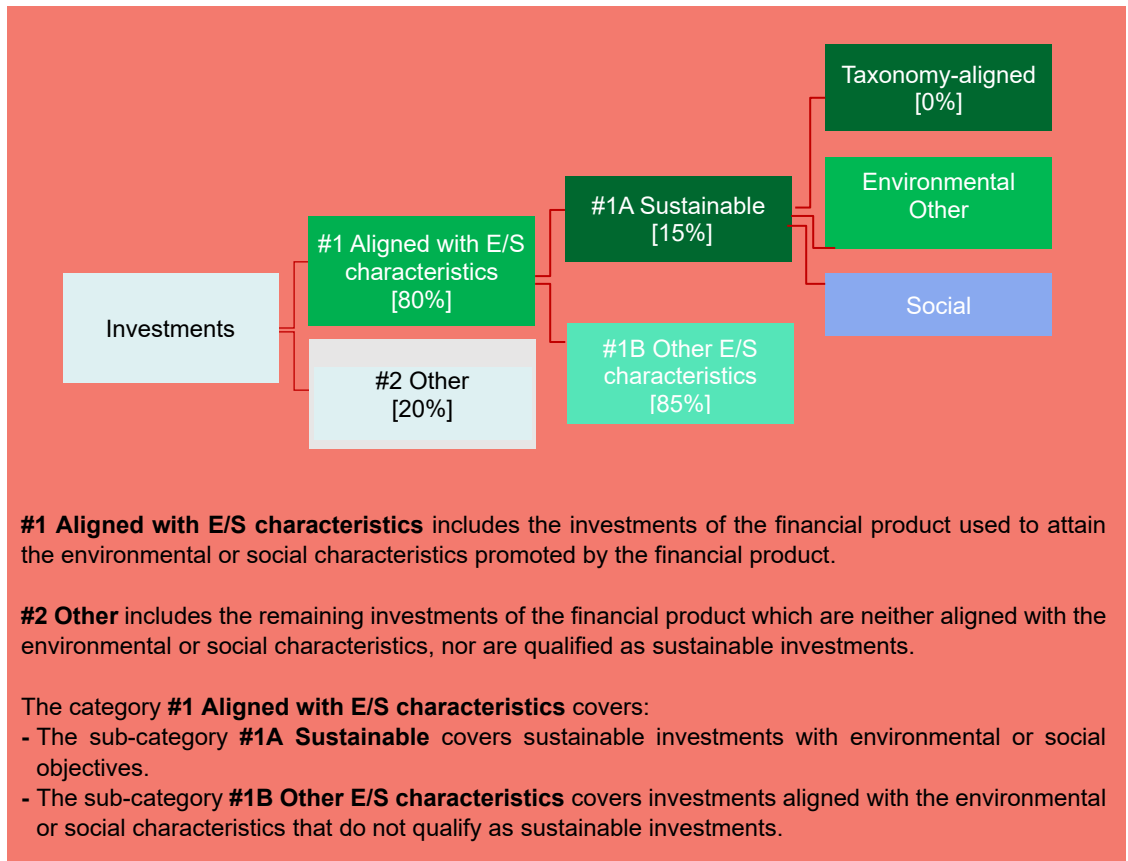 Taxonomy-aligned
[0%]
Environmental
Other
#1A Sustainable
[15%]
#1 Aligned with E/S
characteristics
[80%]
Investments
Social
#1B Other E/S
characteristics
[85%]
#2 Other
[20%]
#1 Aligned with E/S characteristics includes the investments of the financial product used to attain
the environmental or social characteristics promoted by the financial product.
#2 Other includes the remaining investments of the financial product which are neither aligned with the
environmental or social characteristics, nor are qualified as sustainable investments.
The category #1 Aligned with E/S characteristics covers:
- The sub-category #1A Sustainable covers sustainable investments with environmental or social
objectives.
- The sub-category #1B Other E/S characteristics covers investments aligned with the environmental
or social characteristics that do not qualify as sustainable investments.